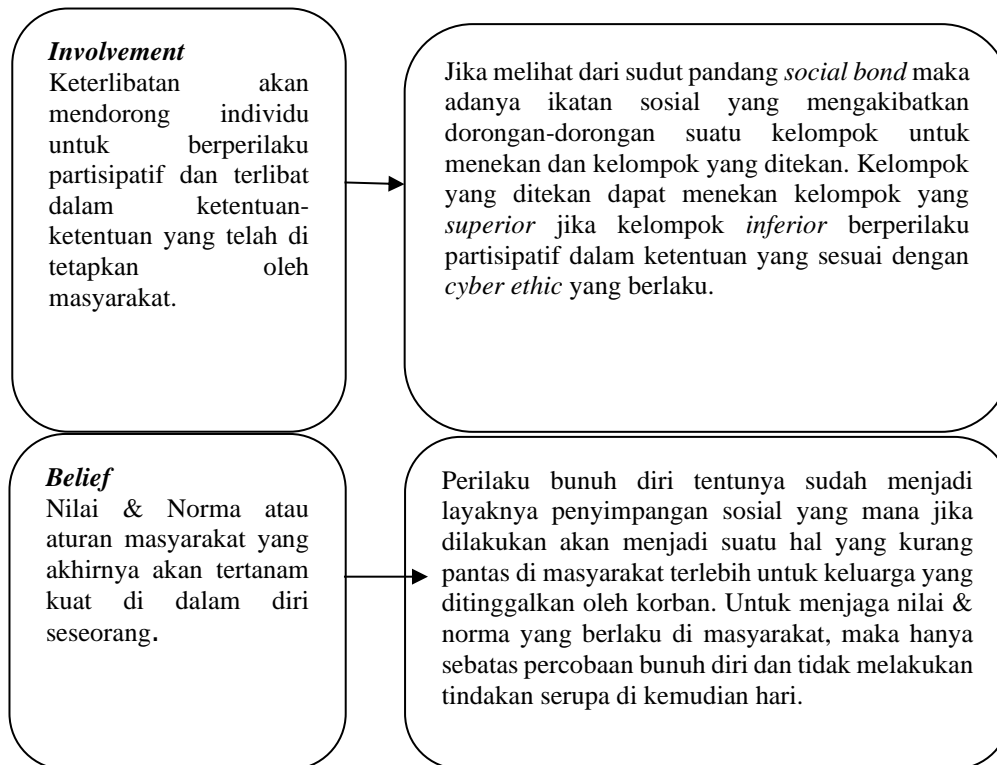 Involvement
Keterlibatan akan
mendorong individu
untuk berperilaku
partisipatif dan terlibat
dalam ketentuan-
ketentuan yang telah di
tetapkan oleh
masyarakat.
Jika melihat dari sudut pandang social bond maka
adanya ikatan sosial yang mengakibatkan
dorongan-dorongan suatu kelompok untuk
menekan dan kelompok yang ditekan. Kelompok
yang ditekan dapat menekan kelompok yang
superior jika kelompok inferior berperilaku
partisipatif dalam ketentuan yang sesuai dengan
cyber ethic yang berlaku.
Belief
Nilai & Norma atau
aturan masyarakat yang
akhirnya akan tertanam
kuat di dalam diri
seseorang.
Perilaku bunuh diri tentunya sudah menjadi
layaknya penyimpangan sosial yang mana jika
dilakukan akan menjadi suatu hal yang kurang
pantas di masyarakat terlebih untuk keluarga yang
ditinggalkan oleh korban. Untuk menjaga nilai &
norma yang berlaku di masyarakat, maka hanya
sebatas percobaan bunuh diri dan tidak melakukan
tindakan serupa di kemudian hari.